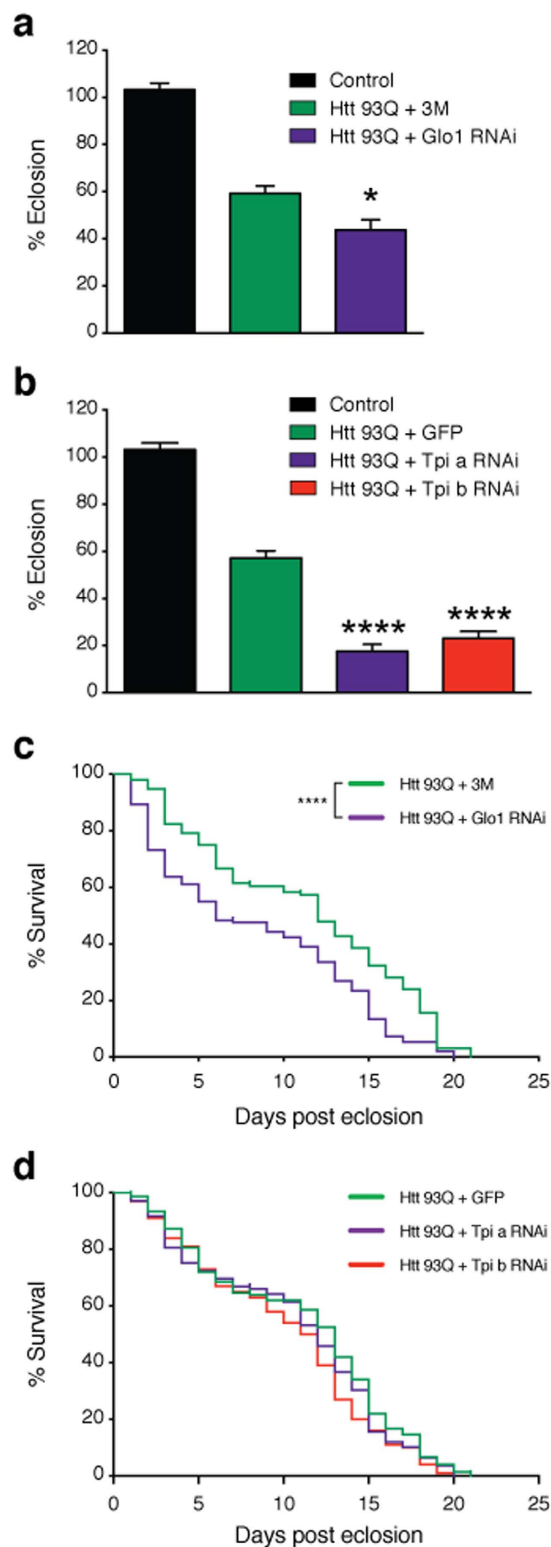 a
120
100
80
60
40
20
0
% Eclosion
Control
Htt 93Q + 3M
Htt 93Q + Glo1 RNAi
*
b
120
100
80
60
40
20
0
% Eclosion
Control
Htt 93Q + GFP
Htt 93Q + Tpi a RNAi
Htt 93Q + Tpi b RNAi
****
****
c
100
80
60
40
20
0
% Survival
Htt 93Q + 3M
****
Htt 93Q + Glo1 RNAi
0 5 10 15 20 25
Days post eclosion
d
100
80
60
40
20
0
% Survival
Htt 93Q + GFP
Htt 93Q + Tpi a RNAi
Htt 93Q + Tpi b RNAi
0 5 10 15 20 25
Days post eclosion